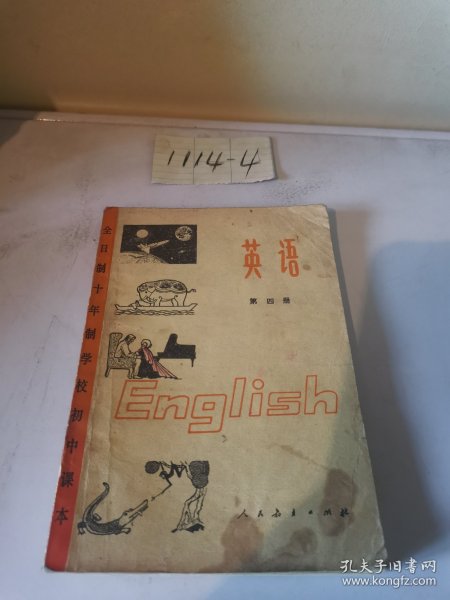 1114-4
全日制十年制学校初中课本
英语
第四册
English
人民教育出版社
孔夫子旧书网
www.kongfz.com